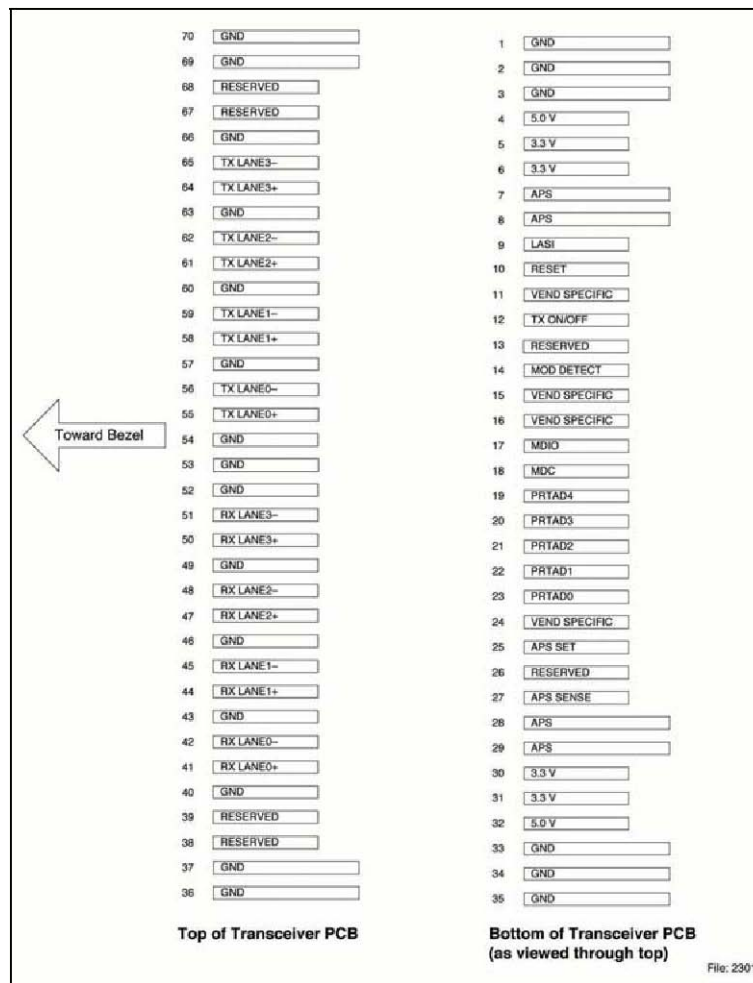 70 GND
69 GND
68 RESERVED
67 RESERVED
66 GND
65 TX LANE3–
64 TX LANE3+
63 GND
62 TX LANE2–
61 TX LANE2+
60 GND
59 TX LANE1–
58 TX LANE1+
57 GND
56 TX LANE0–
55 TX LANE0+
54 GND
53 GND
52 GND
51 RX LANE3–
50 RX LANE3+
49 GND
48 RX LANE2–
47 RX LANE2+
46 GND
45 RX LANE1–
44 RX LANE1+
43 GND
42 RX LANE0–
41 RX LANE0+
40 GND
39 RESERVED
38 RESERVED
37 GND
36 GND
Top of Transceiver PCB
Toward Bezel
1 GND
2 GND
3 GND
4 5.0 V
5 3.3 V
6 3.3 V
7 APS
8 APS
9 LASI
10 RESET
11 VEND SPECIFIC
12 TX ON/OFF
13 RESERVED
14 MOD DETECT
15 VEND SPECIFIC
16 VEND SPECIFIC
17 MDIO
18 MDC
19 PRTAD4
20 PRTAD3
21 PRTAD2
22 PRTAD1
23 PRTAD0
24 VEND SPECIFIC
25 APS SET
26 RESERVED
27 APS SENSE
28 APS
29 APS
30 3.3 V
31 3.3 V
32 5.0 V
33 GND
34 GND
35 GND
Bottom of Transceiver PCB
(as viewed through top)
File: 2301